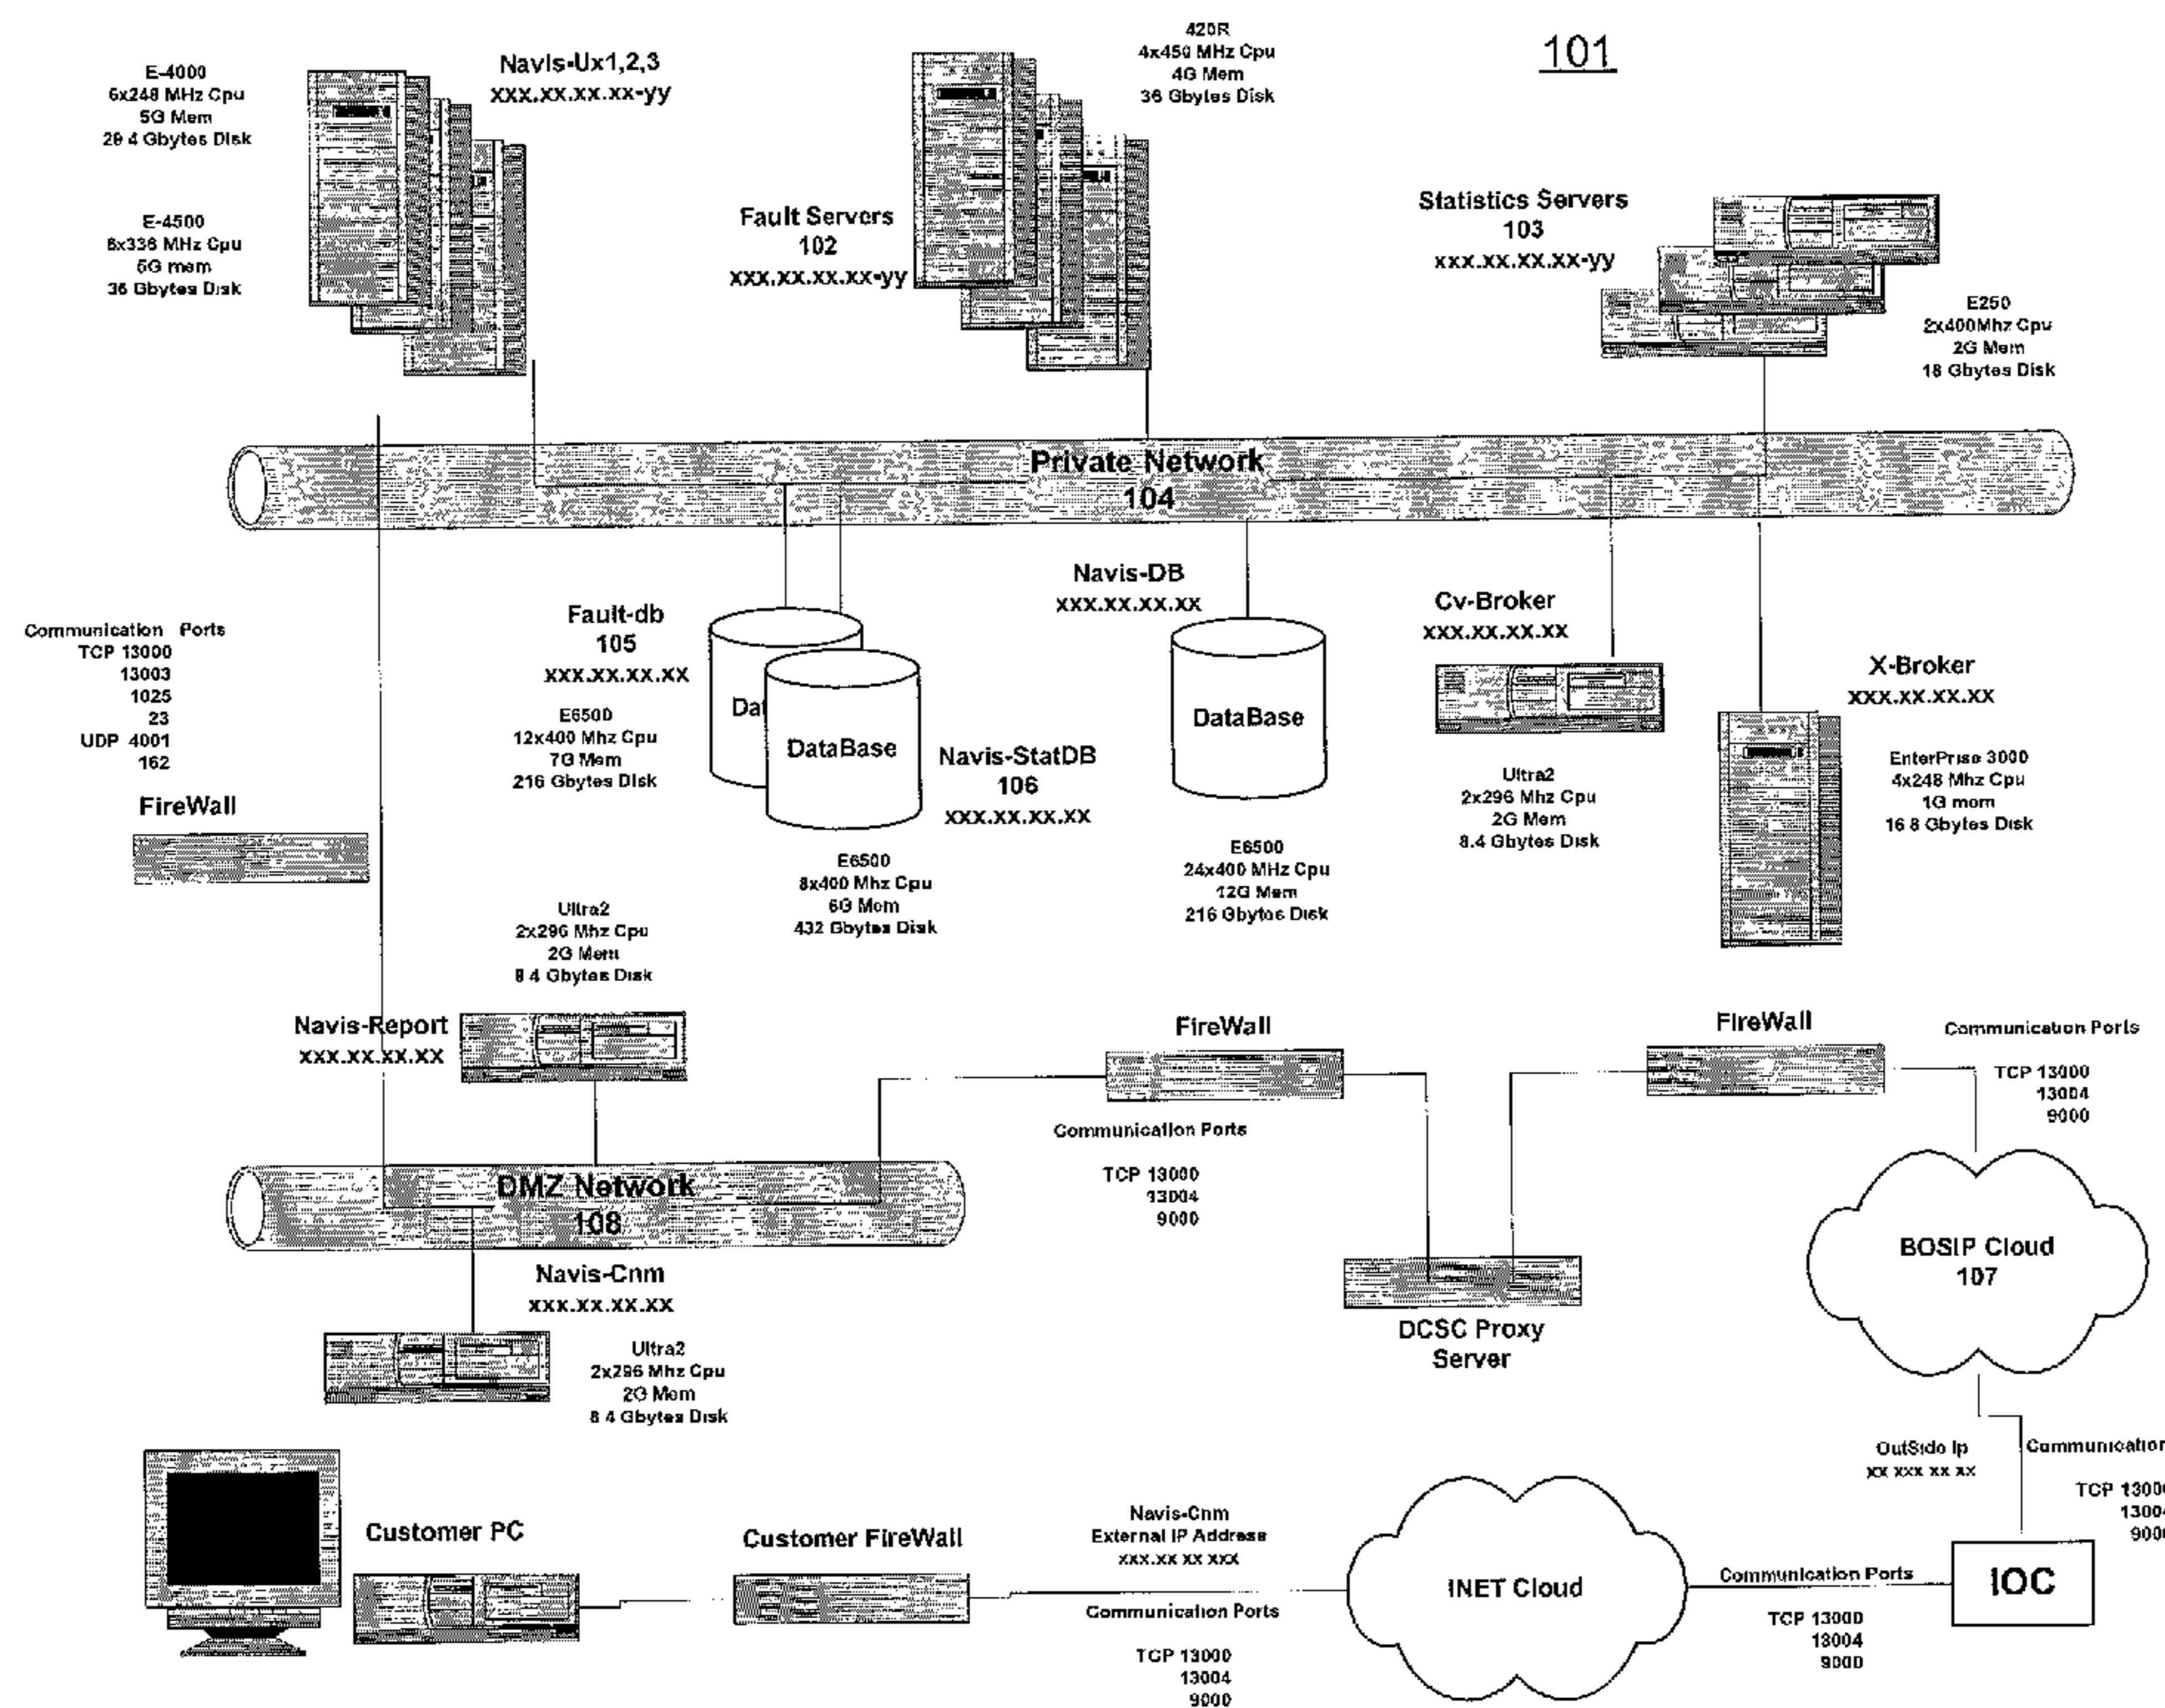 101
E-4000
6x248 MHz Cpu
5G Mem
28 4 Gbytes Disk
E-4500
8x336 MHz Cpu
5G mem
36 Gbytes Disk
Navis-Ux1,2,3
xxx.xx.xx.xx-yy
420R
4x450 MHz Cpu
4G Mem
36 Gbytes Disk
Fault Servers
102
xxx.xx.xx.xx-yy
Statistics Servers
103
xxx.xx.xx.xx-yy
E250
2x400Mhz Cpu
2G Mem
18 Gbytes Disk
Private Network
104
Communication Ports
TCP 13000
13003
1025
23
UDP 4001
162
FireWall
Fault-db
105
xxx.xx.xx.xx
E6500
12x400 Mhz Cpu
7G Mem
216 Gbytes Disk
Dat
DataBase
Navis-StatDB
106
xxx.xx.xx.xx
E6500
8x400 Mhz Cpu
6G Mem
432 Gbytes Disk
Navis-DB
xxx.xx.xx.xx
DataBase
E6500
24x400 MHz Cpu
12G Mem
216 Gbytes Disk
Cv-Broker
xxx.xx.xx.xx
Ultra2
2x296 Mhz Cpu
2G Mem
8.4 Gbytes Disk
X-Broker
xxx.xx.xx.xx
EnterPrise 3000
4x248 Mhz Cpu
1G mem
16 8 Gbytes Disk
Ultra2
2x296 Mhz Cpu
2G Mem
8 4 Gbytes Disk
Navis-Report
xxx.xx.xx.xx
FireWall
Communication Ports
TCP 13000
13004
9000
FireWall
Communication Ports
TCP 13000
13004
9000
DMZ Network
108
Navis-Cnm
xxx.xx.xx.xx
Ultra2
2x296 Mhz Cpu
2G Mem
8 4 Gbytes Disk
DCSC Proxy
Server
BOSIP Cloud
107
OutSide Ip
xx xxx xx xx
Communication
TCP 13000
13004
9000
Customer PC
Customer FireWall
Navis-Cnm
External IP Address
xxx.xx xx xxx
Communication Ports
TCP 13000
13004
9000
INET Cloud
Communication Ports
TCP 13000
13004
9000
IOC